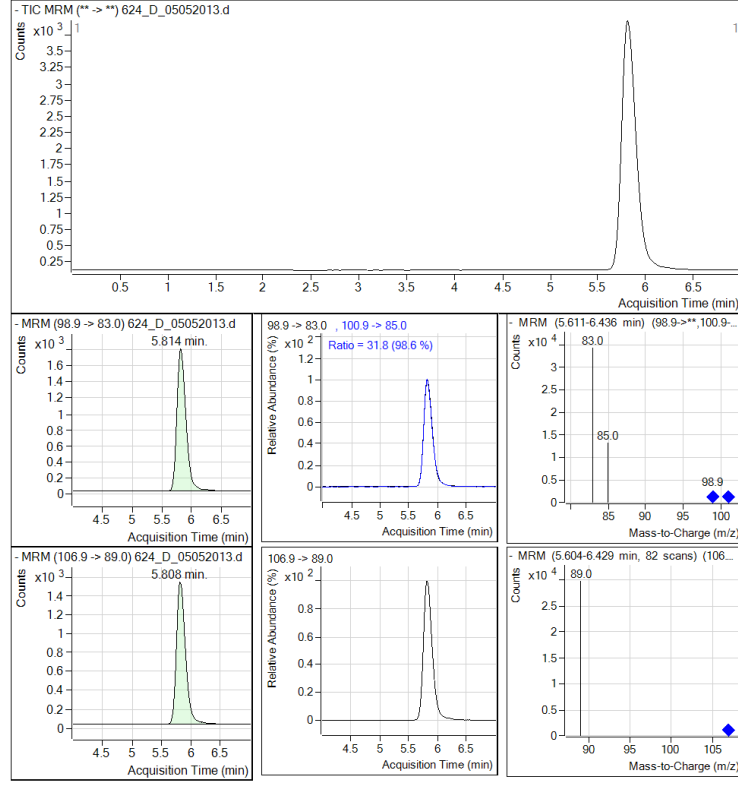 - TIC MRM (** -> **) 624_D_05052013.d
Counts
x10 3
1
1
3.5
3.25
3
2.75
2.5
2.25
2
1.75
1.5
1.25
1
0.75
0.5
0.25
0.5 1 1.5 2 2.5 3 3.5 4 4.5 5 5.5 6 6.5
Acquisition Time (min)
- MRM (98.9 -> 83.0) 624_D_05052013.d
Counts
x10 3
5.814 min.
1.6
1.4
1.2
1
0.8
0.6
0.4
0.2
0
4.5 5 5.5 6 6.5
Acquisition Time (min)
98.9 -> 83.0 , 100.9 -> 85.0
Relative Abundance (%)
x10 2
Ratio = 31.8 (98.6 %)
1.2
1
0.8
0.6
0.4
0.2
0
4.5 5 5.5 6 6.5
Acquisition Time (min)
- MRM (5.611-6.436 min) (98.9->**,100.9-...
Counts
x10 4
83.0
3
2.5
2
1.5
85.0
1
0.5
98.9
0
85 90 95 100
Mass-to-Charge (m/z)
- MRM (106.9 -> 89.0) 624_D_05052013.d
Counts
x10 3
5.808 min.
1.4
1.2
1
0.8
0.6
0.4
0.2
0
4.5 5 5.5 6 6.5
Acquisition Time (min)
106.9 -> 89.0
Relative Abundance (%)
x10 2
1
0.8
0.6
0.4
0.2
0
4.5 5 5.5 6 6.5
Acquisition Time (min)
- MRM (5.604-6.429 min, 82 scans) (106....
Counts
x10 4
89.0
2.5
2
1.5
1
0.5
0
90 95 100 105
Mass-to-Charge (m/z)